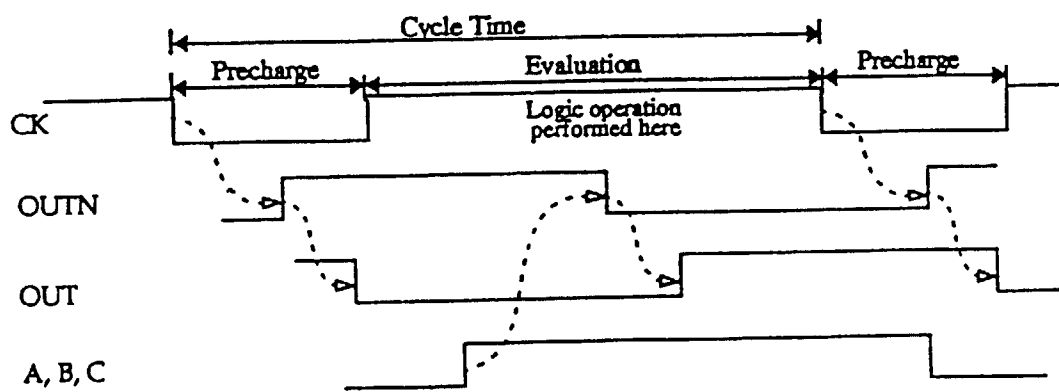 Cycle Time
Precharge
Evaluation
Precharge
CK
Logic operation
performed here
OUTN
OUT
A, B, C